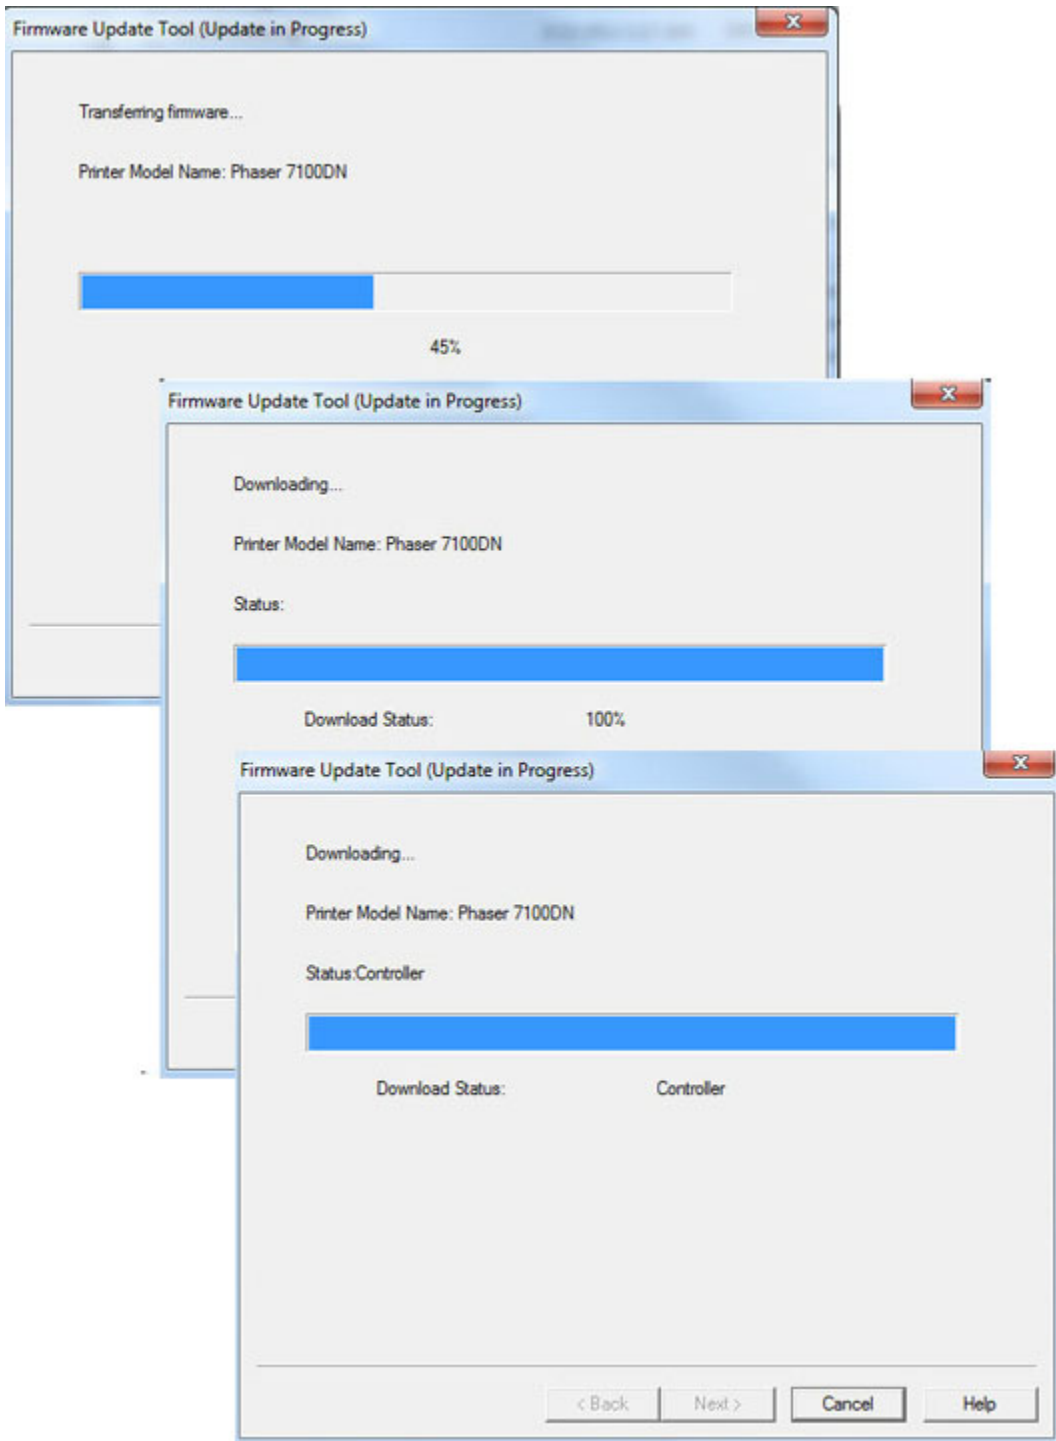 Firmware Update Tool (Update in Progress)
Transferring firmware...
Printer Model Name: Phaser 7100DN
45%
Firmware Update Tool (Update in Progress)
Downloading...
Printer Model Name: Phaser 7100DN
Status:
Download Status: 100%
Firmware Update Tool (Update in Progress)
Downloading...
Printer Model Name: Phaser 7100DN
Status:Controller
Download Status: Controller
< Back Next > Cancel Help